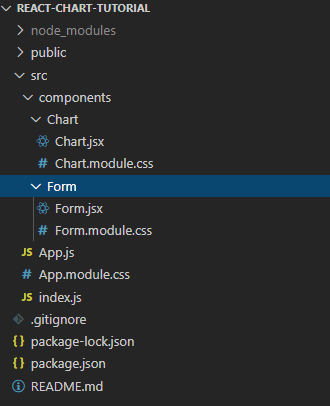 REACT-CHART-TUTORIAL
node_modules
public
src
components
Chart
Chart.jsx
# Chart.module.css
Form
Form.jsx
# Form.module.css
JS App.js
# App.module.css
JS index.js
.gitignore
{} package-lock.json
{} package.json
README.md